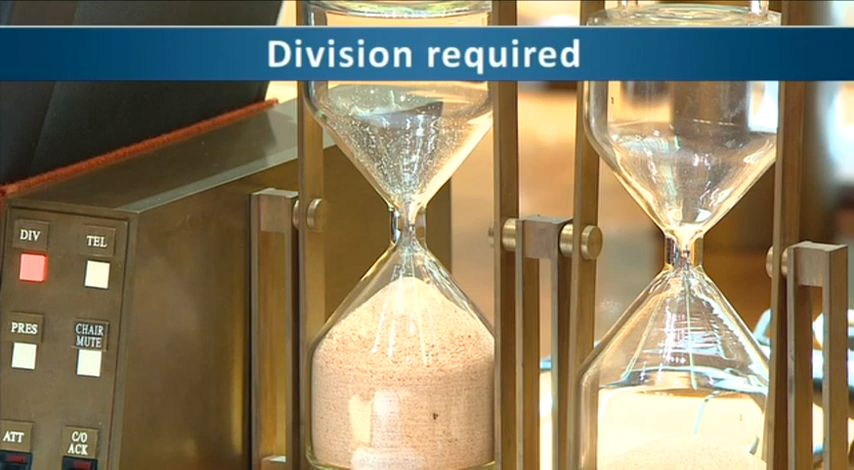 Division required
DIV
TEL
PRES
CHAIR
MUTE
ATT
C/O
ACK